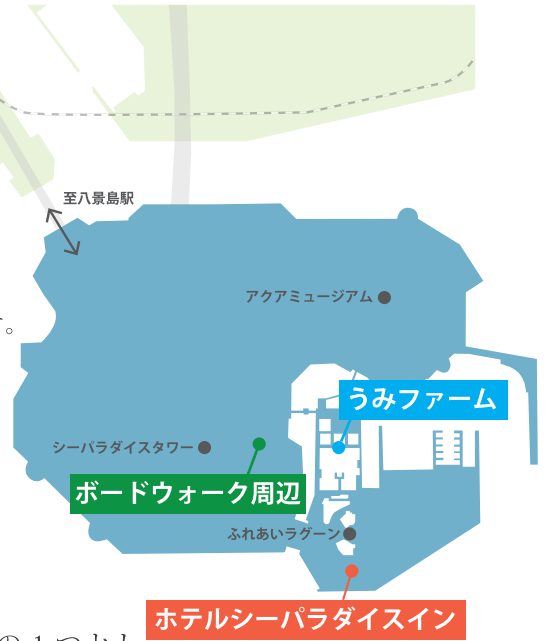 至八景島駅
アクアミュージアム
。
うみファーム
シーパラダイスタワー
ボードウォーク周辺
ふれあいラグーン
ホテルシーパラダイスイン